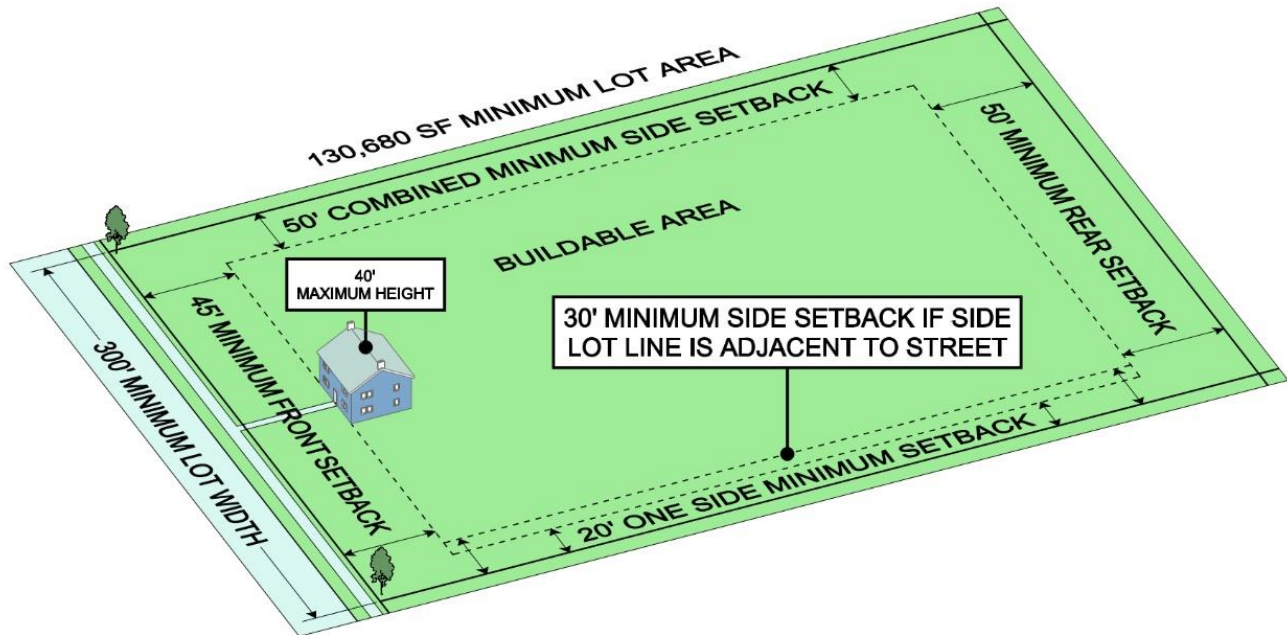 130,680 SF MINIMUM LOT AREA
50' COMBINED MINIMUM SIDE SETBACK
50' MINIMUM REAR SETBACK
BUILDABLE AREA
40'
MAXIMUM HEIGHT
45' MINIMUM FRONT SETBACK
300' MINIMUM LOT WIDTH
30' MINIMUM SIDE SETBACK IF SIDE
LOT LINE IS ADJACENT TO STREET
20' ONE SIDE MINIMUM SETBACK